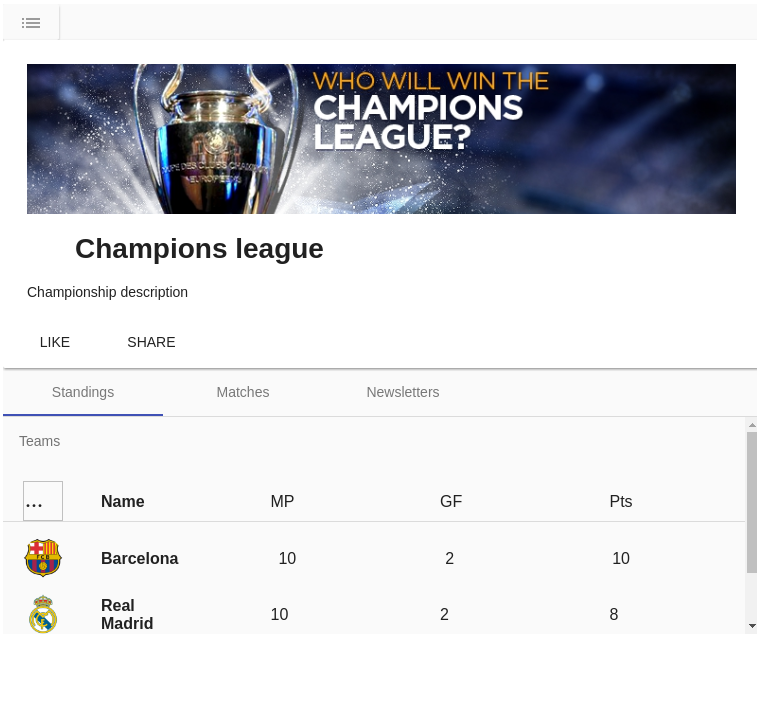 WHO WILL WIN THE
CHAMPIONS
LEAGUE?
Champions league
Championship description
LIKE SHARE
Standings Matches Newsletters
Teams
... Name MP GF Pts
Barcelona 10 2 10
Real
Madrid 10 2 8